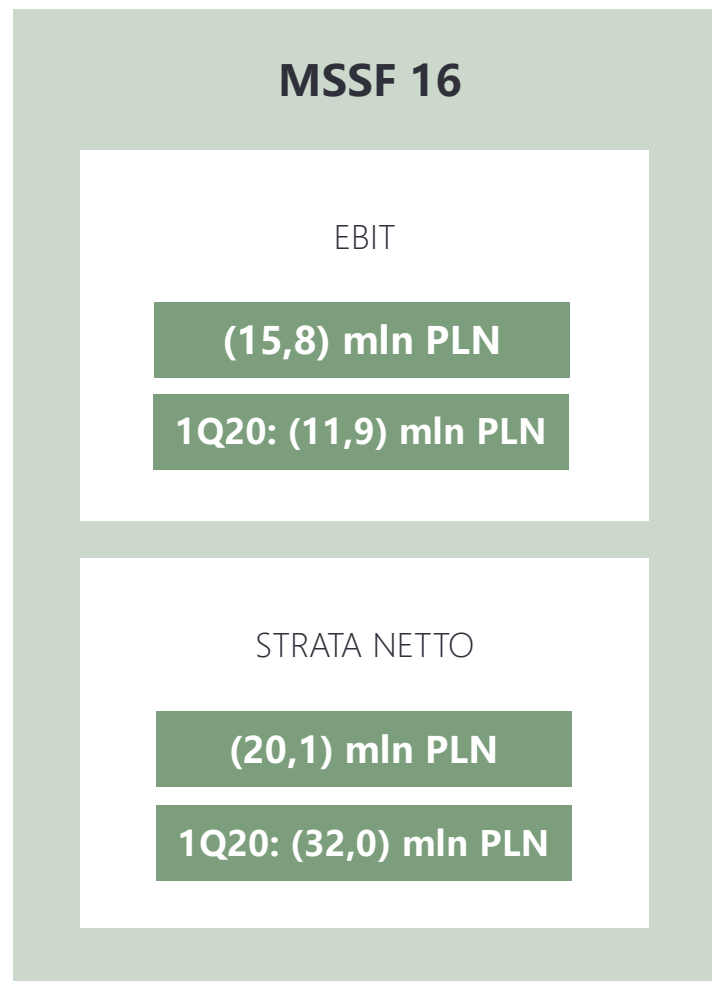 MSSF 16
EBIT
(15,8) mln PLN
1Q20: (11,9) mln PLN
STRATA NETTO
(20,1) mln PLN
1Q20: (32,0) mln PLN